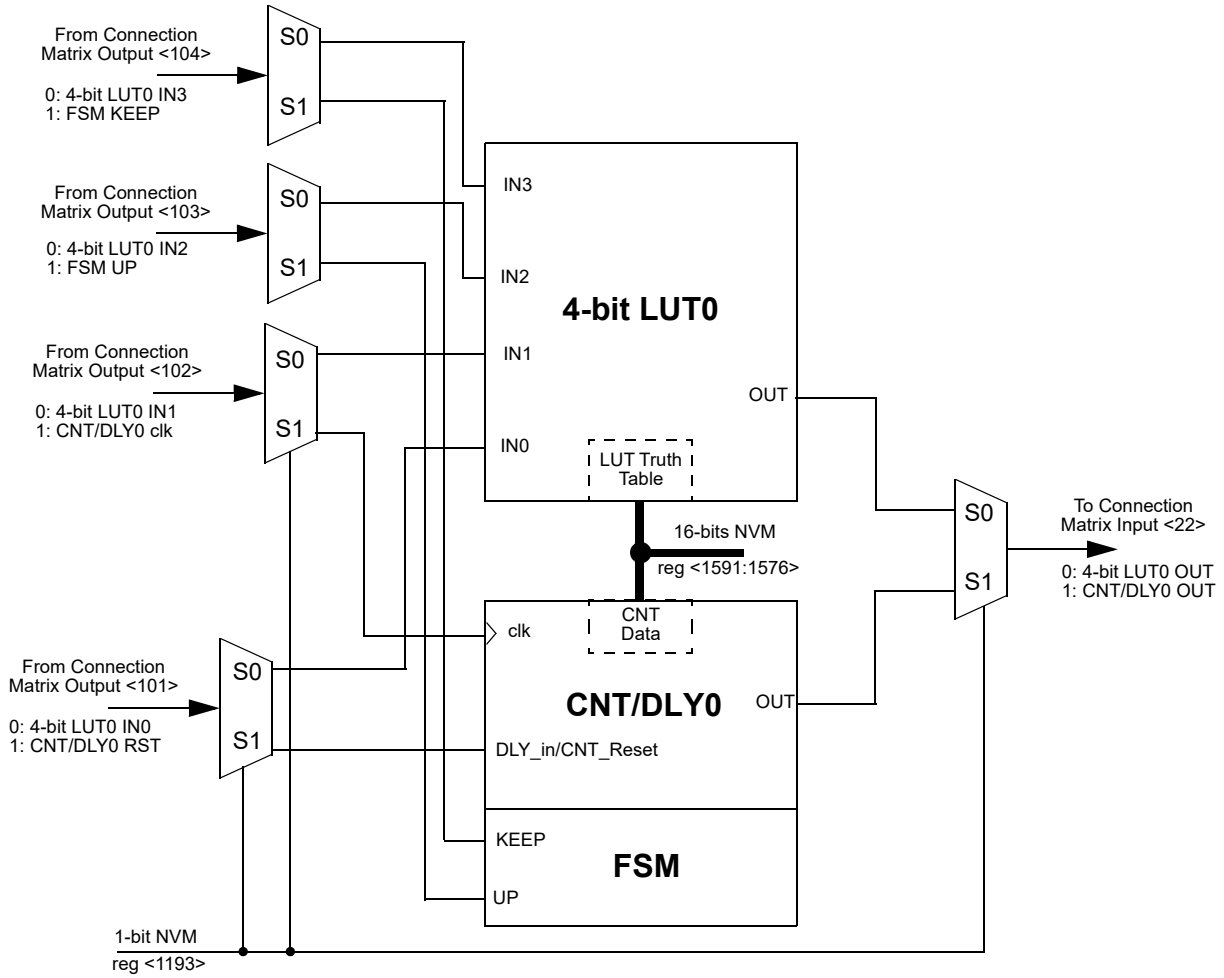 From Connection
Matrix Output <104>
0: 4-bit LUT0 IN3
1: FSM KEEP
S0
S1
From Connection
Matrix Output <103>
0: 4-bit LUT0 IN2
1: FSM UP
S0
S1
From Connection
Matrix Output <102>
0: 4-bit LUT0 IN1
1: CNT/DLY0 clk
S0
S1
From Connection
Matrix Output <101>
0: 4-bit LUT0 IN0
1: CNT/DLY0 RST
S0
S1
IN3
IN2
IN1
IN0
4-bit LUT0
OUT
LUT Truth
Table
16-bits NVM
reg <1591:1576>
CNT
Data
clk
CNT/DLY0
OUT
DLY_in/CNT_Reset
KEEP
UP
FSM
S0
S1
To Connection
Matrix Input <22>
0: 4-bit LUT0 OUT
1: CNT/DLY0 OUT
1-bit NVM
reg <1193>